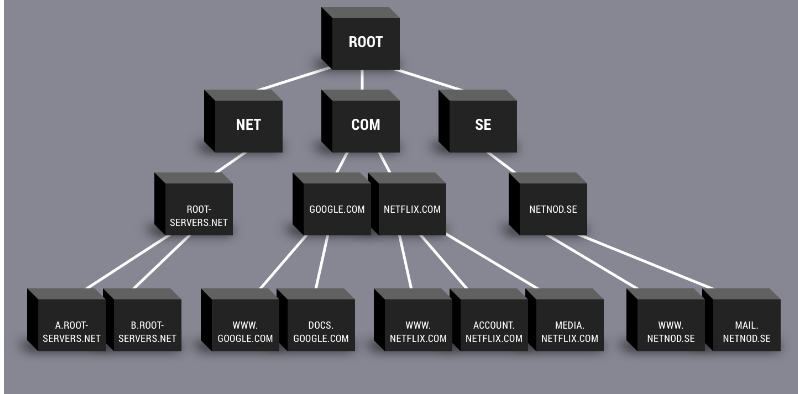 ROOT
NET
COM
SE
ROOT-
SERVERS.NET
GOOGLE.COM
NETFLIX.COM
NETNOD.SE
A.ROOT-
SERVERS.NET
B.ROOT-
SERVERS.NET
WWW.
GOOGLE.COM
DOCS.
GOOGLE.COM
WWW.
NETFLIX.COM
ACCOUNT.
NETFLIX.COM
MEDIA.
NETFLIX.COM
WWW.
NETNOD.SE
MAIL.
NETNOD.SE